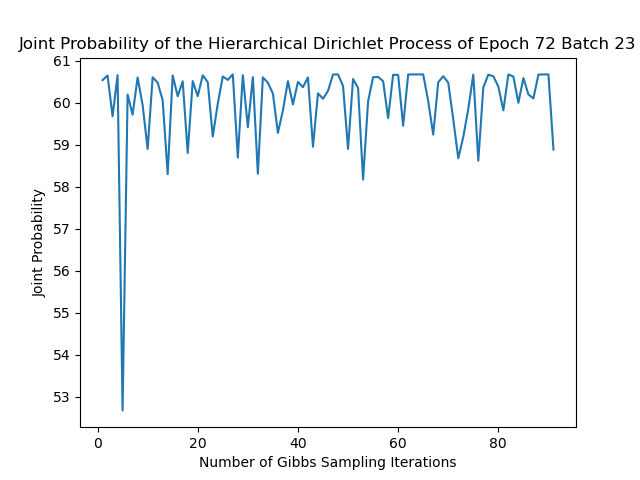 Joint Probability of the Hierarchical Dirichlet Process of Epoch 72 Batch 23
61
60
59
58
57
56
55
54
53
Joint Probability
0 20 40 60 80
Number of Gibbs Sampling Iterations